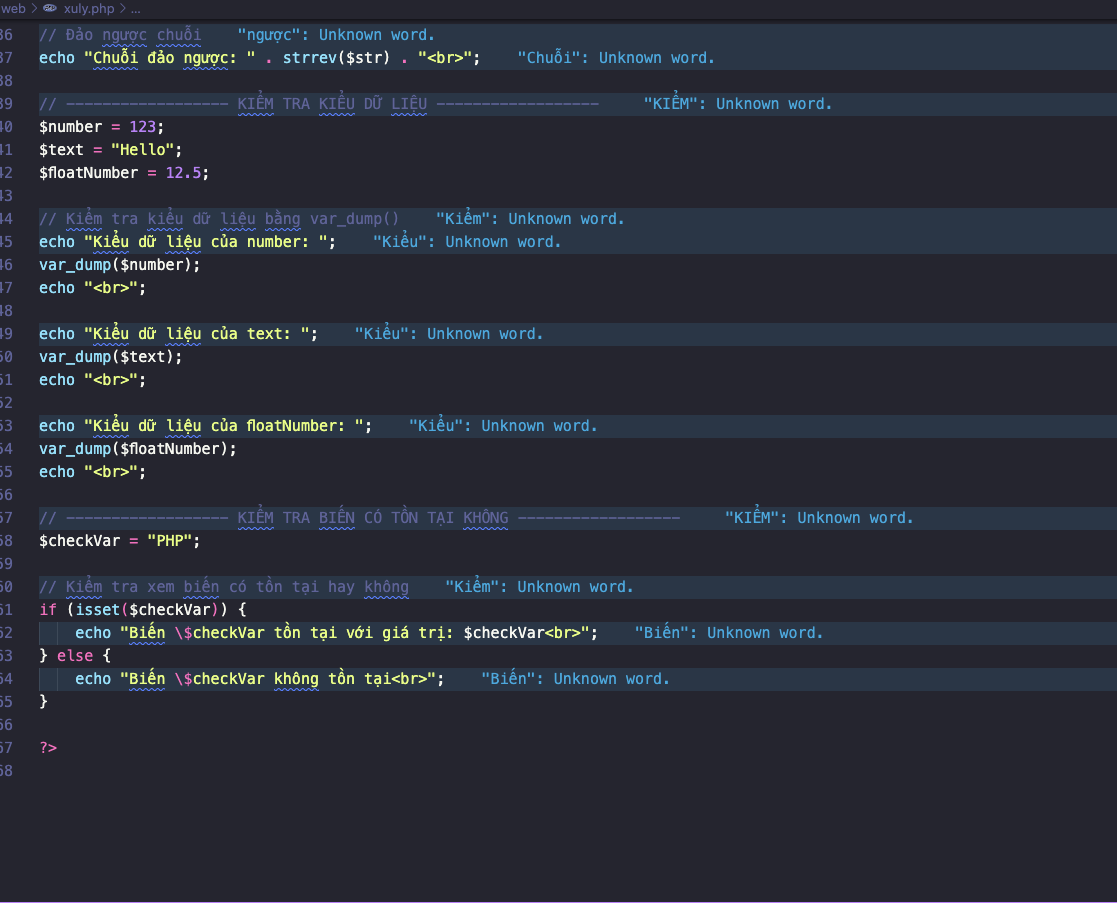 web > xuly.php > ...
36 // Đảo ngược chuỗi "ngược": Unknown word.
37 echo "Chuỗi đảo ngược: " . strrev($str) . "<br>"; "Chuỗi": Unknown word.
38
39 // ------------------ KIỂM TRA KIỂU DỮ LIỆU ------------------ "KIỂM": Unknown word.
40 $number = 123;
41 $text = "Hello";
42 $floatNumber = 12.5;
43
44 // Kiểm tra kiểu dữ liệu bằng var_dump() "Kiểm": Unknown word.
45 echo "Kiểu dữ liệu của number: "; "Kiểu": Unknown word.
46 var_dump($number);
47 echo "<br>";
48
49 echo "Kiểu dữ liệu của text: "; "Kiểu": Unknown word.
50 var_dump($text);
51 echo "<br>";
52
53 echo "Kiểu dữ liệu của floatNumber: "; "Kiểu": Unknown word.
54 var_dump($floatNumber);
55 echo "<br>";
56
57 // ------------------ KIỂM TRA BIẾN CÓ TỒN TẠI KHÔNG ------------------ "KIỂM": Unknown word.
58 $checkVar = "PHP";
59
60 // Kiểm tra xem biến có tồn tại hay không "Kiểm": Unknown word.
61 if (isset($checkVar)) {
62 echo "Biến \$checkVar tồn tại với giá trị: $checkVar<br>"; "Biến": Unknown word.
63 } else {
64 echo "Biến \$checkVar không tồn tại<br>"; "Biến": Unknown word.
65 }
66
67 ?>
68